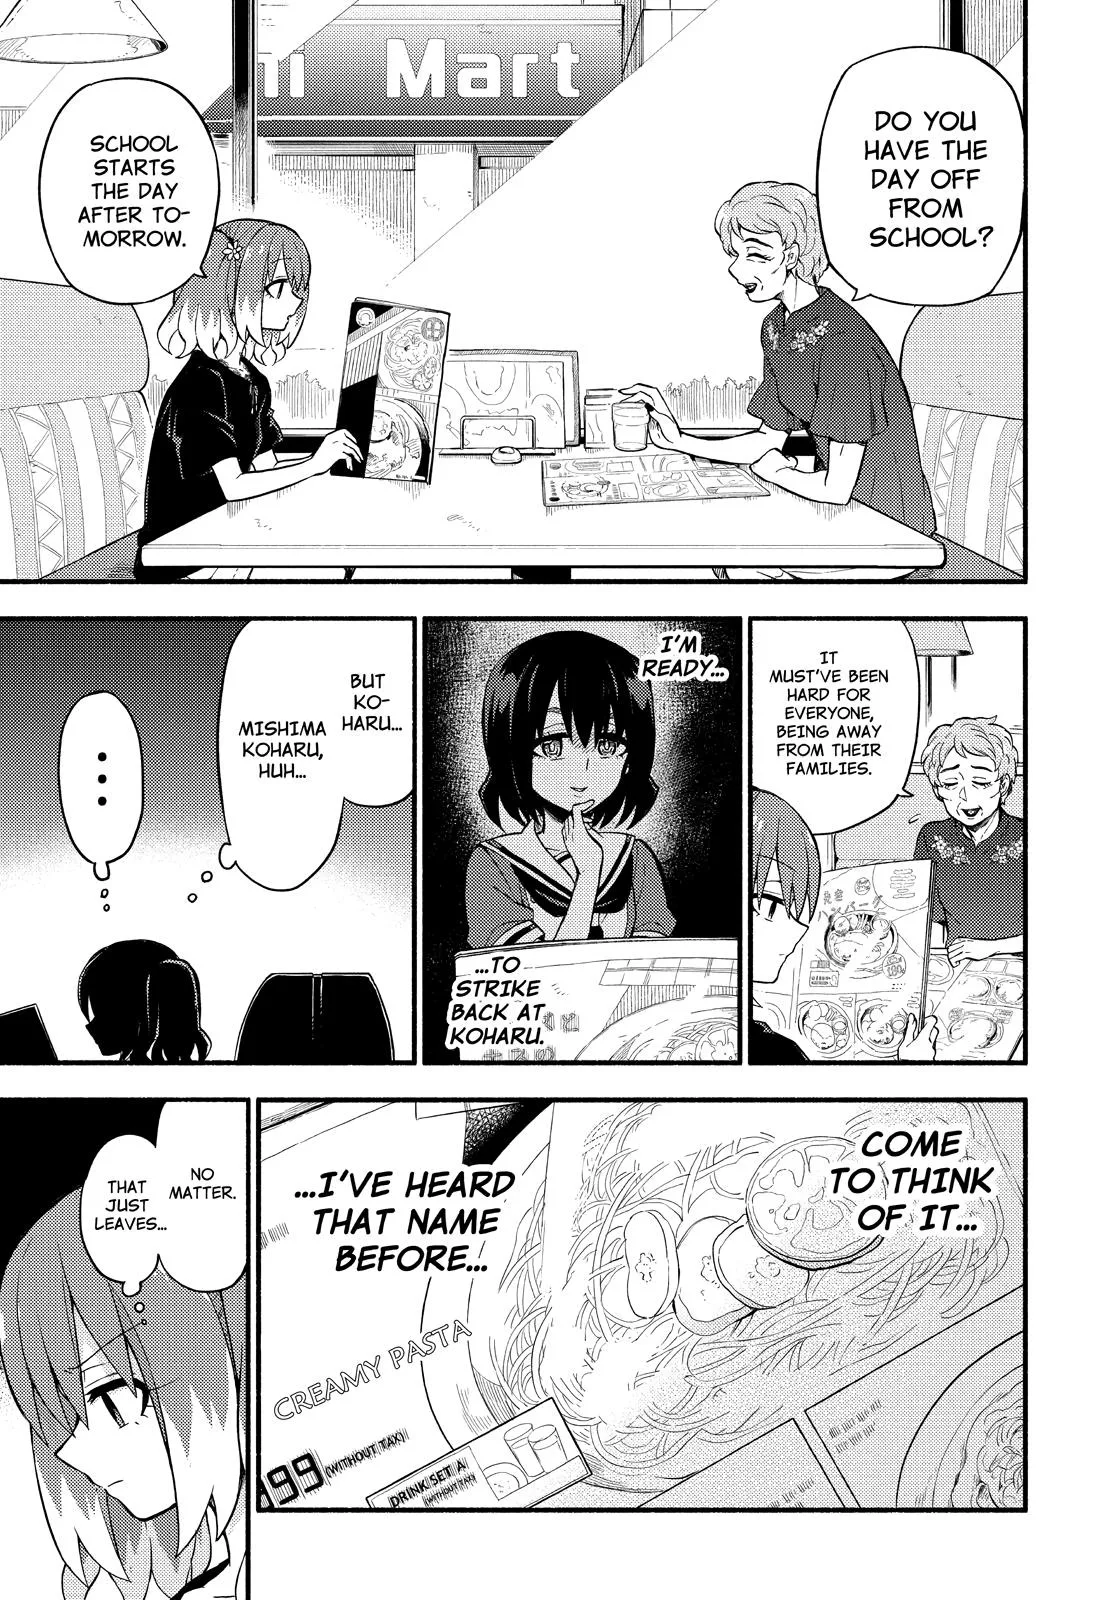 Mart
DO YOU
HAVE THE
DAY OFF
FROM
SCHOOL?
SCHOOL
STARTS
THE DAY
AFTER TO-
MORROW.
IT
MUST'VE BEEN
HARD FOR
EVERYONE,
BEING AWAY
FROM THEIR
FAMILIES.
I'M
READY...
...TO
STRIKE
BACK AT
KOHARU.
BUT
KO-
HARU...
MISHIMA
KOHARU,
HUH...
...
COME
TO THINK
OF IT...
...I'VE HEARD
THAT NAME
BEFORE...
CREAMY PASTA
999 (WITHOUT TAX)
DRINK SET A
(WITHOUT TAX)
NO
MATTER.
THAT
JUST
LEAVES...